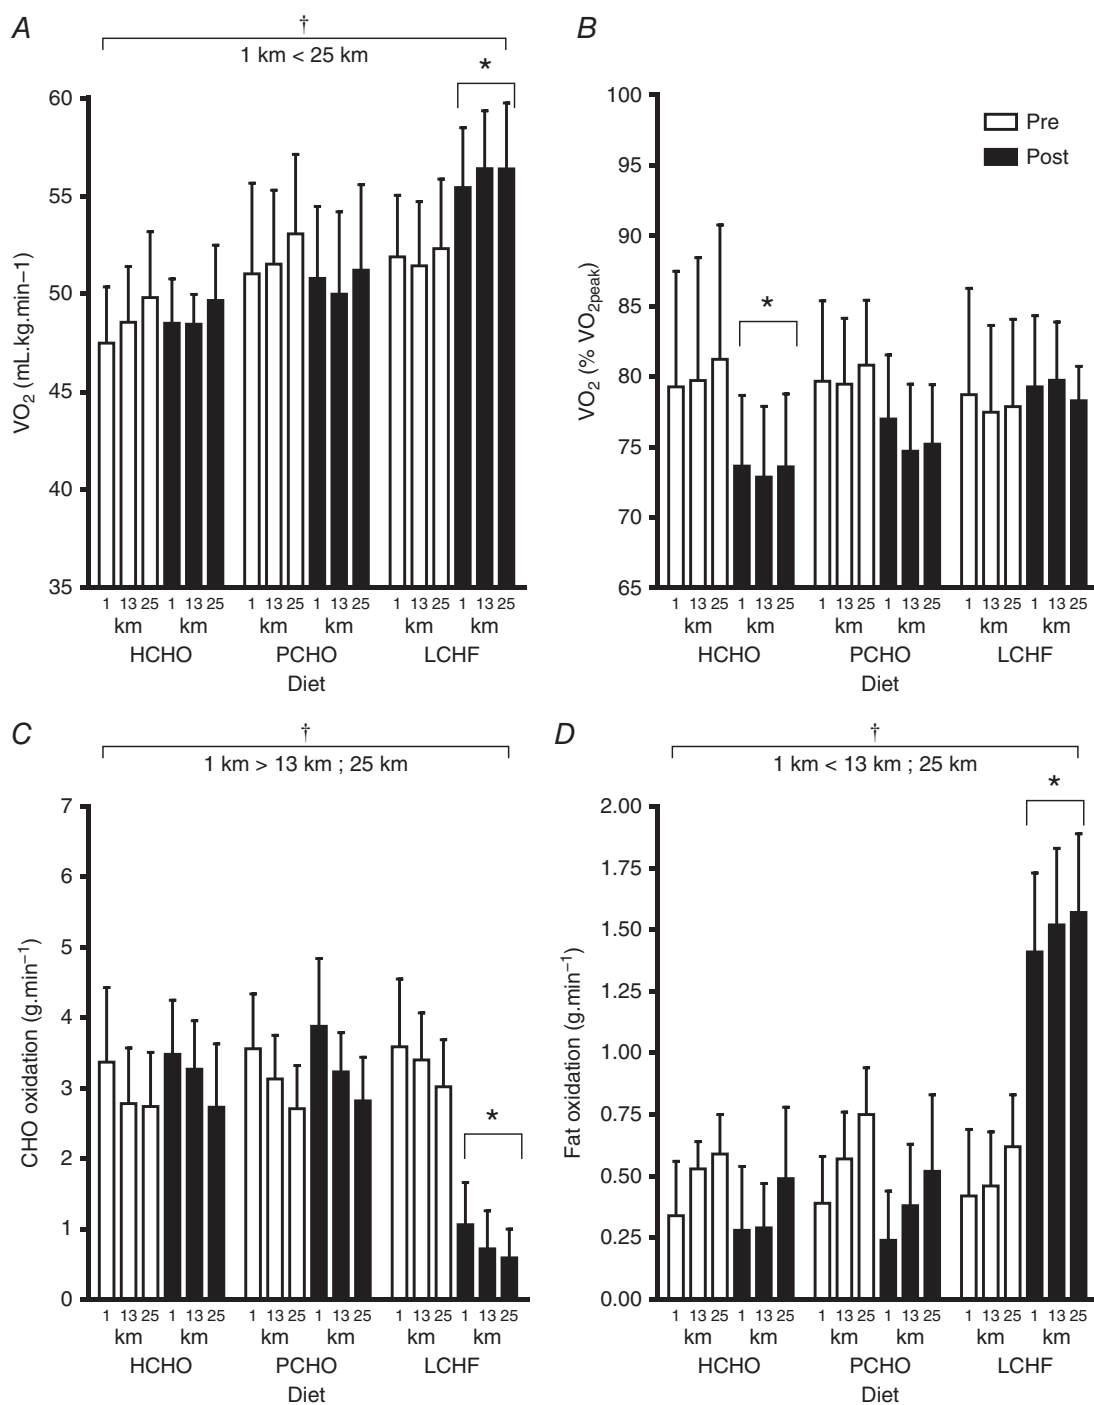 A
†
1 km < 25 km
*
60
55
50
45
40
35
VO2 (mL.kg.min−1)
1 13 25 1 13 25 1 13 25 1 13 25 1 13 25 1 13 25
km km km km km km
HCHO PCHO LCHF
Diet
B
100
95
90
85
80
75
70
65
VO2 (% VO2peak)
Pre
Post
*
1 13 25 1 13 25 1 13 25 1 13 25 1 13 25 1 13 25
km km km km km km
HCHO PCHO LCHF
Diet
C
†
1 km > 13 km ; 25 km
7
6
5
4
3
2
1
0
CHO oxidation (g.min−1)
*
1 13 25 1 13 25 1 13 25 1 13 25 1 13 25 1 13 25
km km km km km km
HCHO PCHO LCHF
Diet
D
†
1 km < 13 km ; 25 km
*
2.00
1.75
1.50
1.25
1.00
0.75
0.50
0.25
0.00
Fat oxidation (g.min−1)
1 13 25 1 13 25 1 13 25 1 13 25 1 13 25 1 13 25
km km km km km km
HCHO PCHO LCHF
Diet